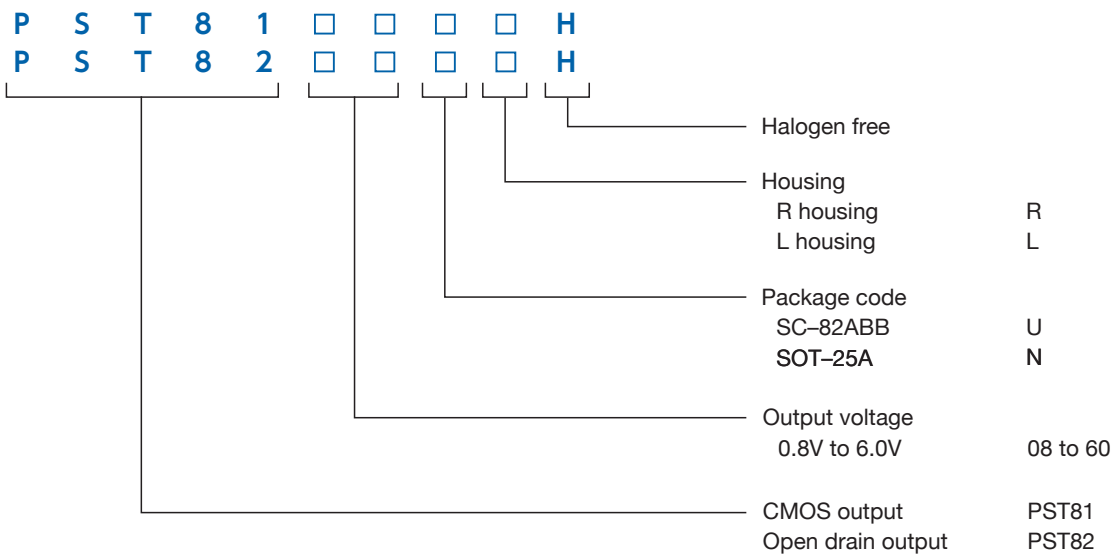 P S T 8 1 □ □ □ □ H
P S T 8 2 □ □ □ □ H
Halogen free
Housing
R housing R
L housing L
Package code
SC–82ABB U
SOT–25A N
Output voltage
0.8V to 6.0V 08 to 60
CMOS output PST81
Open drain output PST82